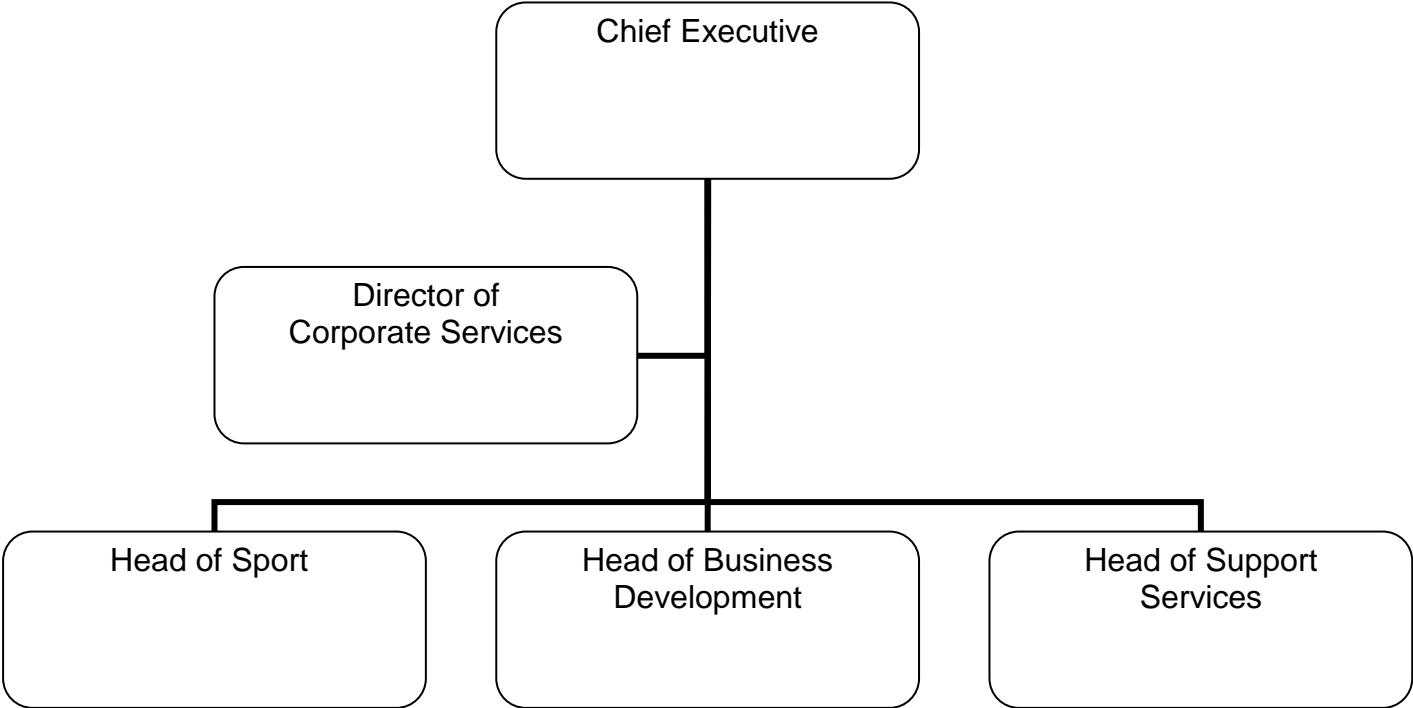 Chief Executive
Director of
Corporate Services
Head of Sport
Head of Business
Development
Head of Support
Services